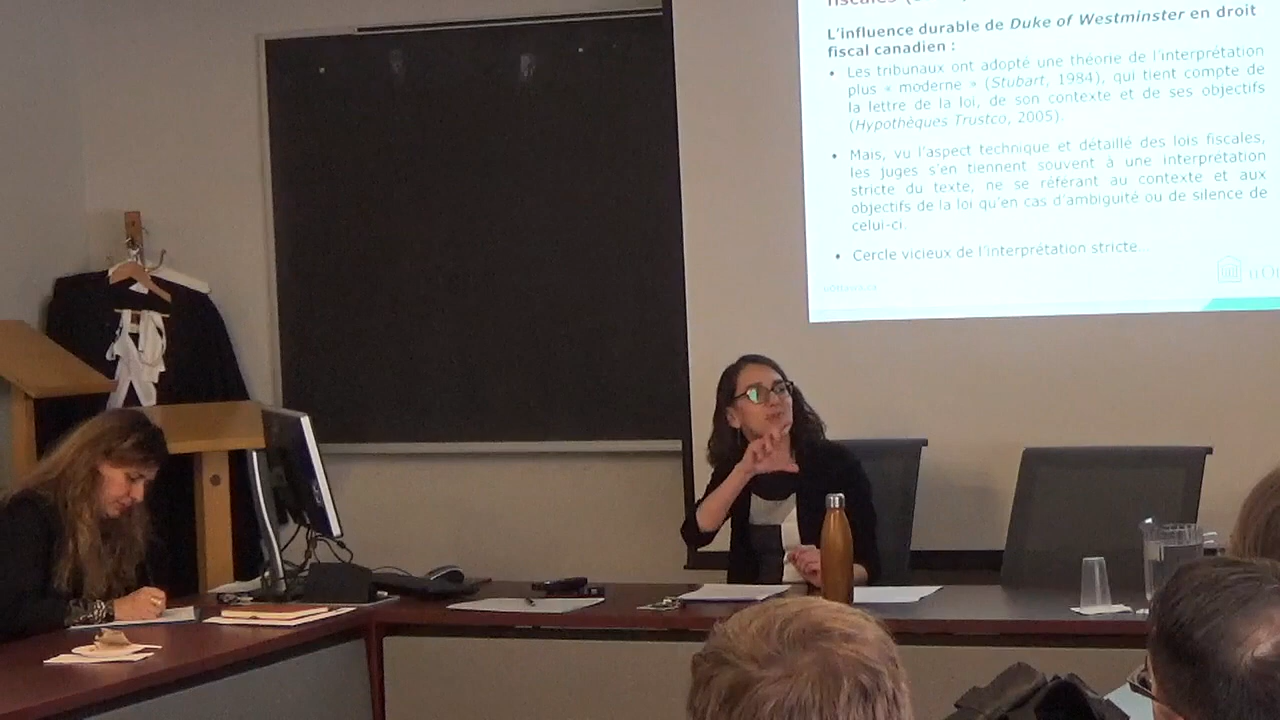 fiscales
L'influence durable de Duke of Westminster en droit
fiscal canadien :
• Les tribunaux ont adopté une théorie de l'interprétation
plus « moderne » (Stubart, 1984), qui tient compte de
la lettre de la loi, de son contexte et de ses objectifs
(Hypothèques Trustco, 2005).
• Mais, vu l'aspect technique et détaillé des lois fiscales,
les juges s'en tiennent souvent à une interprétation
stricte du texte, ne se référant au contexte et aux
objectifs de la loi qu'en cas d'ambiguité ou de silence de
celui-ci.
• Cercle vicieux de l'interprétation stricte...